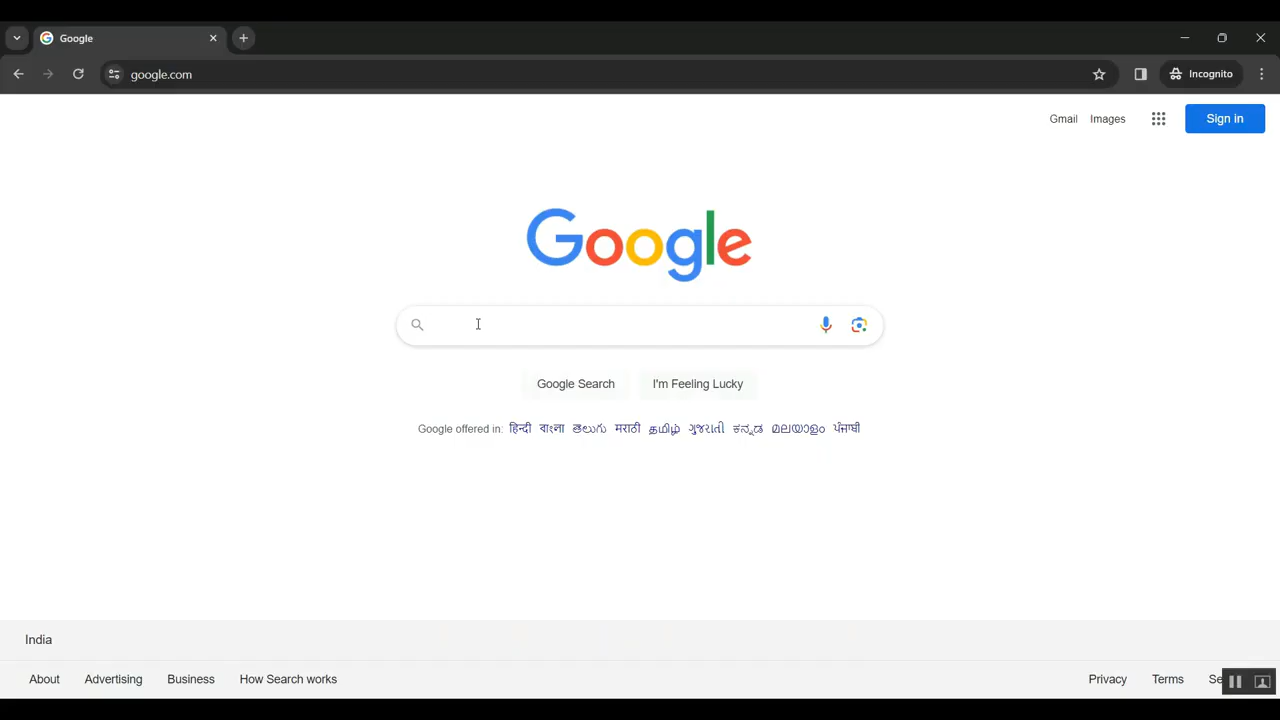 Google
google.com
Incognito
Gmail Images Sign in
Google
Google Search I'm Feeling Lucky
Google offered in: हिन्दी বাংলা తెలుగు मराठी தமிழ் ગુજરાતી ಕನ್ನಡ മലയാളം ਪੰਜਾਬੀ
India
About Advertising Business How Search works Privacy Terms Se